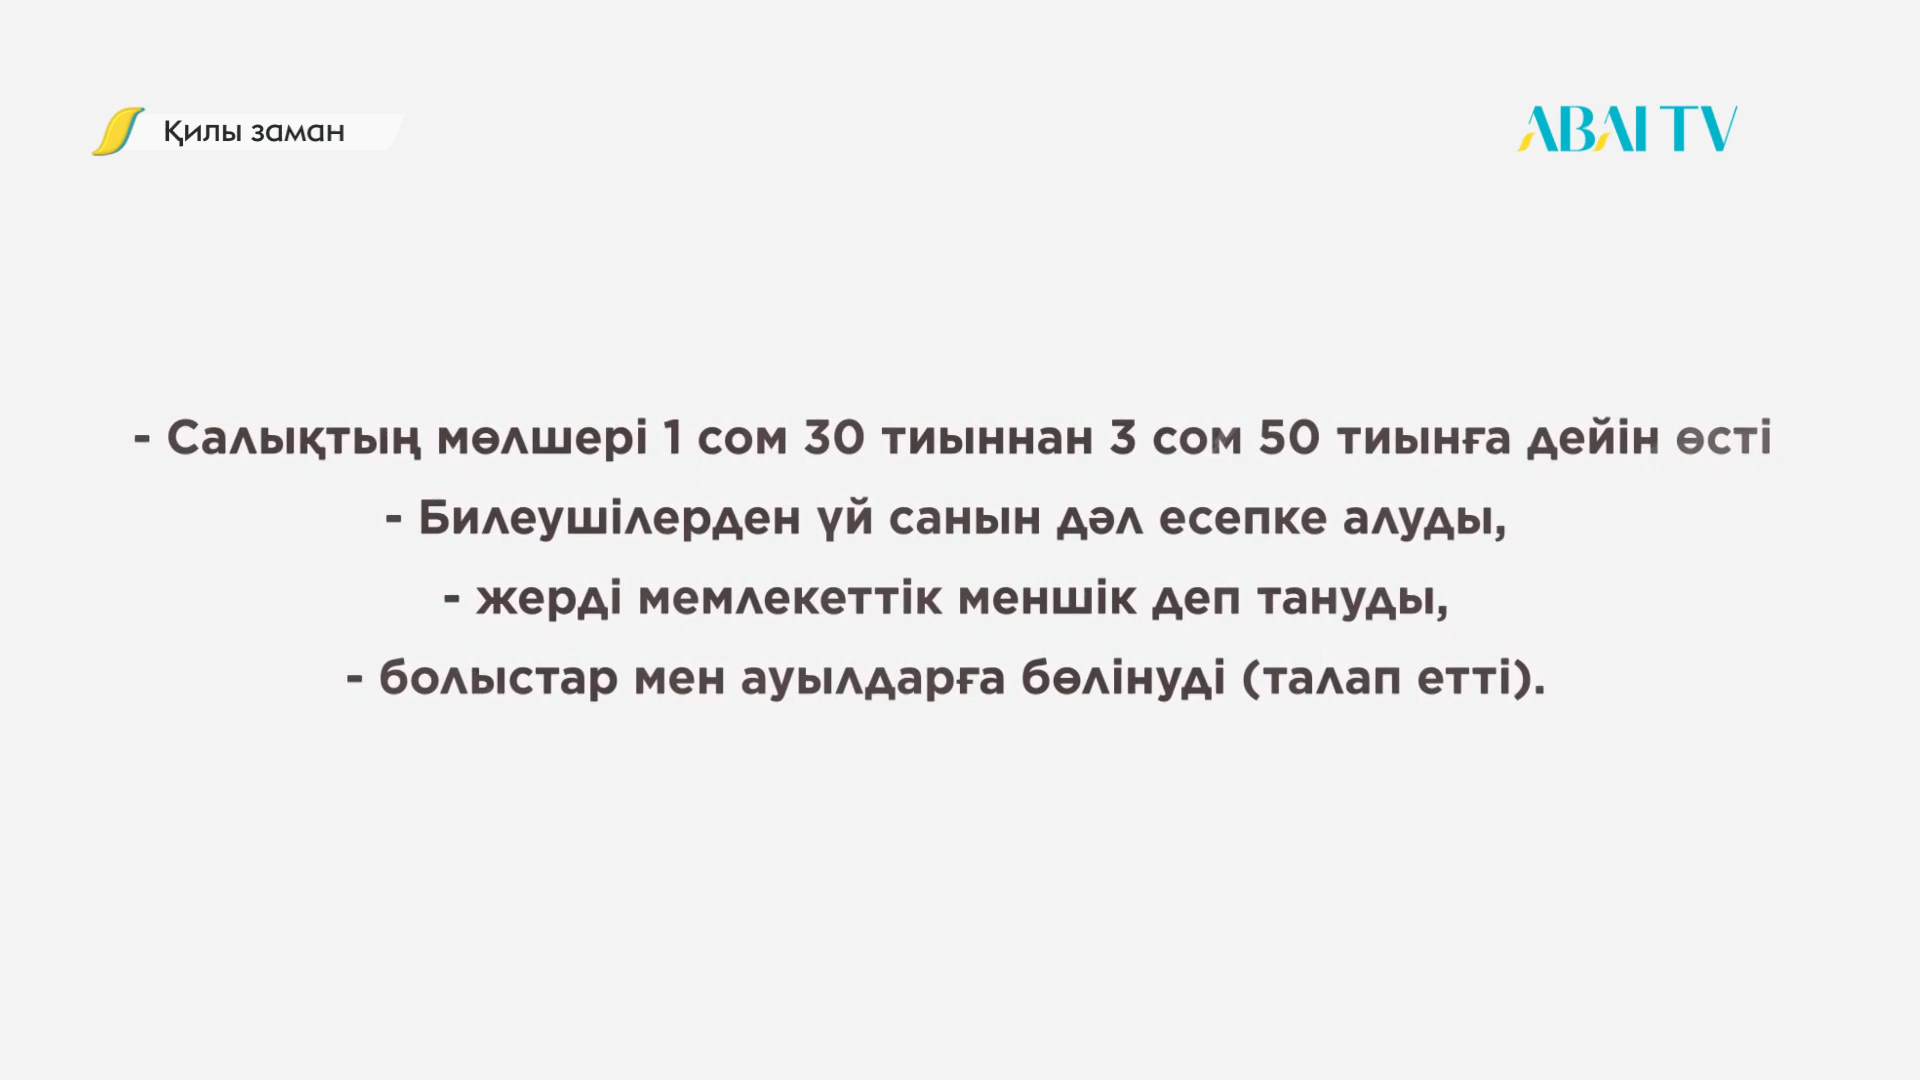 Қилы заман
ABAI TV
- Салықтың мөлшері 1 сом 30 тиыннан 3 сом 50 тиынға дейін өсті
- Билеушілерден үй санын дәл есепке алуды,
- жерді мемлекеттік меншік деп тануды,
- болыстар мен ауылдарға бөлінуді (талап етті).